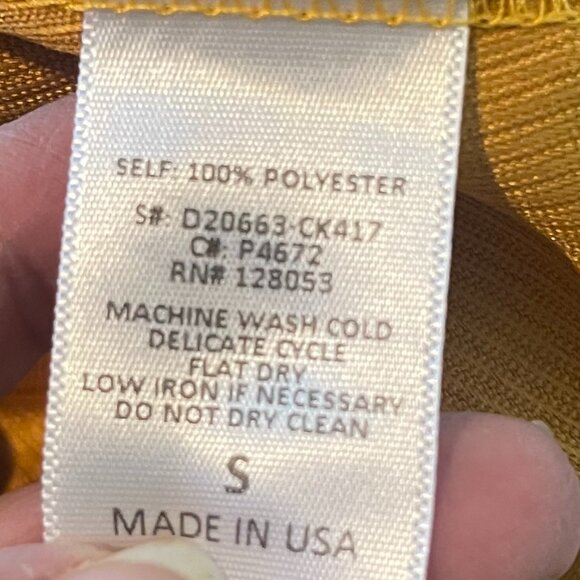 SELF: 100% POLYESTER
S#: D20663-CK417
C#: P4672
RN# 128053
MACHINE WASH COLD
DELICATE CYCLE
FLAT DRY
LOW IRON IF NECESSARY
DO NOT DRY CLEAN
S
MADE IN USA